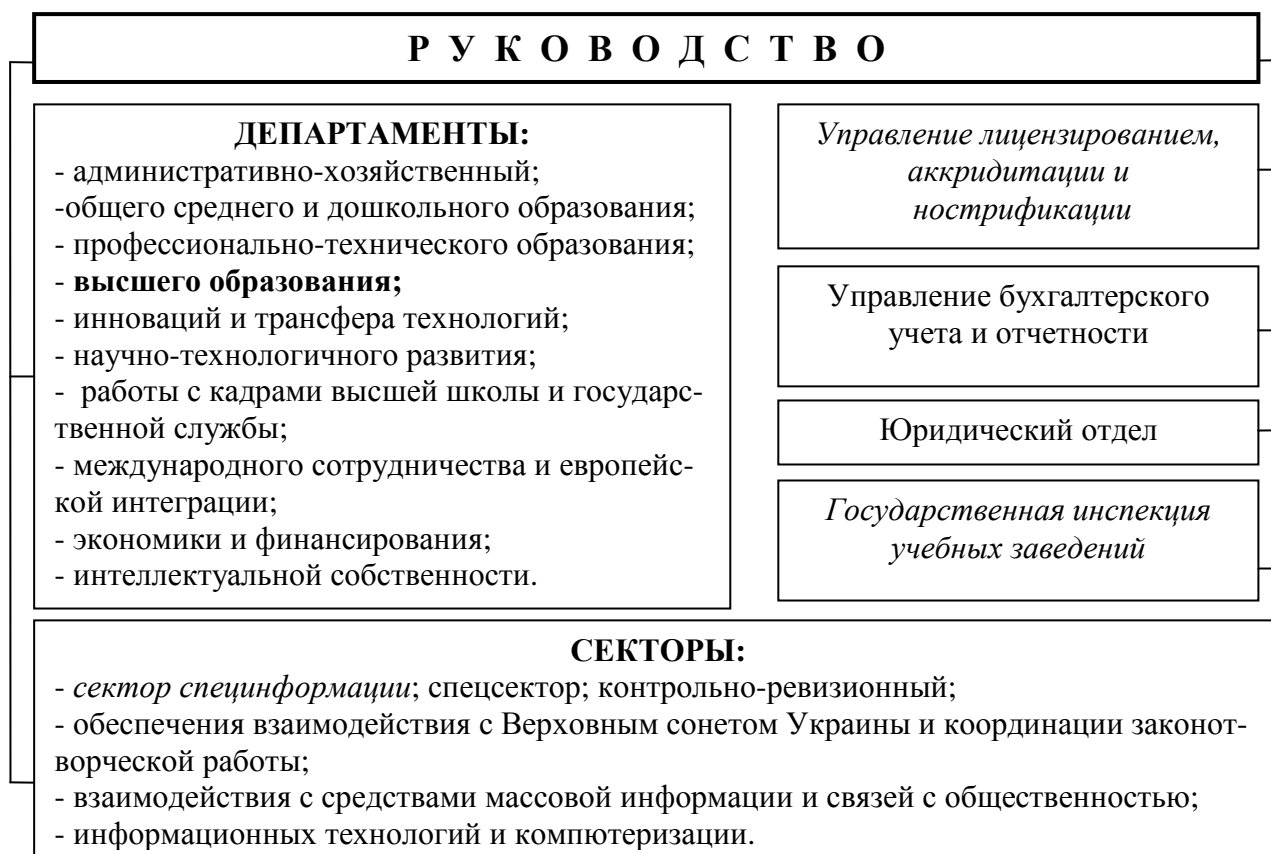 Р У К О В О Д С Т В О
ДЕПАРТАМЕНТЫ:
- административно-хозяйственный;
-общего среднего и дошкольного образования;
- профессионально-технического образования;
- высшего образования;
- инноваций и трансфера технологий;
- научно-технологичного развития;
- работы с кадрами высшей школы и государс-
твенной службы;
- международного сотрудничества и европейс-
кой интеграции;
- экономики и финансирования;
- интеллектуальной собственности.
Управление лицензированием,
аккридитации и
нострификации
Управление бухгалтерского
учета и отчетности
Юридический отдел
Государственная инспекция
учебных заведений
СЕКТОРЫ:
- сектор специнформации; спецсектор; контрольно-ревизионный;
- обеспечения взаимодействия с Верховным сонетом Украины и координации законот-
ворческой работы;
- взаимодействия с средствами массовой информации и связей с общественностью;
- информационных технологий и компютеризации.